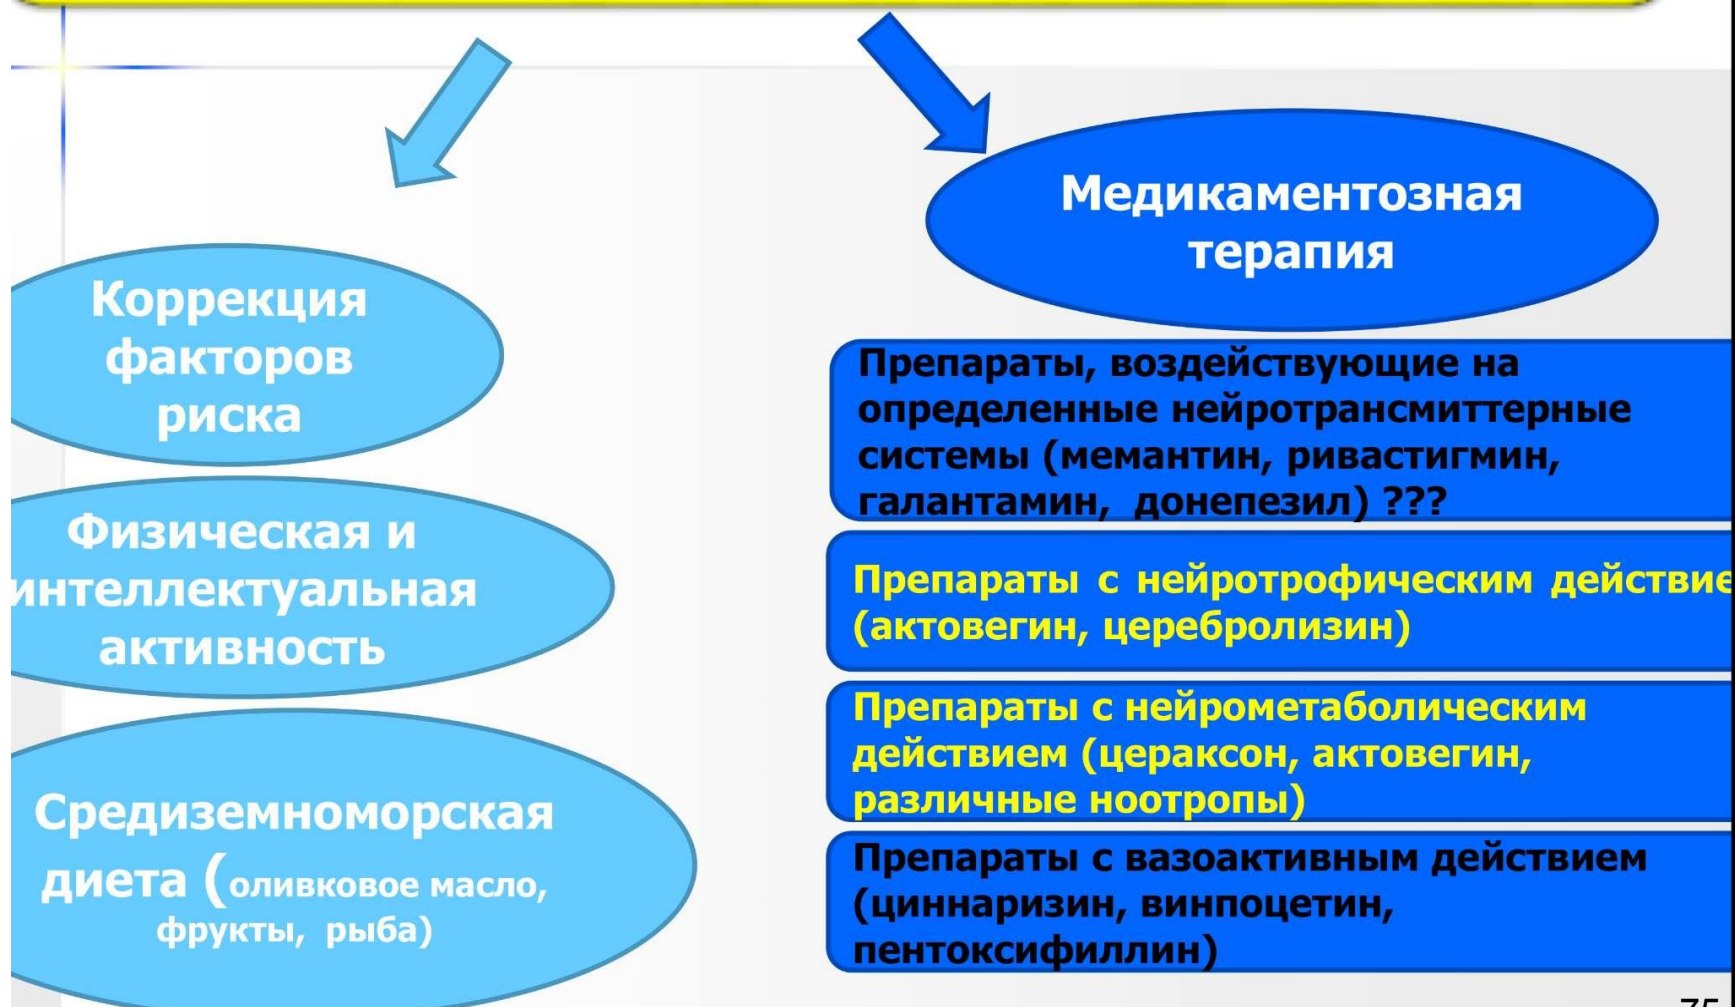 Коррекция
факторов
риска
Физическая и
интеллектуальная
активность
Средиземноморская
диета (оливковое масло,
фрукты, рыба)
Медикаментозная
терапия
Препараты, воздействующие на
определенные нейротрансмиттерные
системы (мемантин, ривастигмин,
галантамин, донепезил) ???
Препараты с нейротрофическим действие
(актовегин, церебролизин)
Препараты с нейрометаболическим
действием (цераксон, актовегин,
различные ноотропы)
Препараты с вазоактивным действием
(циннаризин, винпоцетин,
пентоксифиллин)